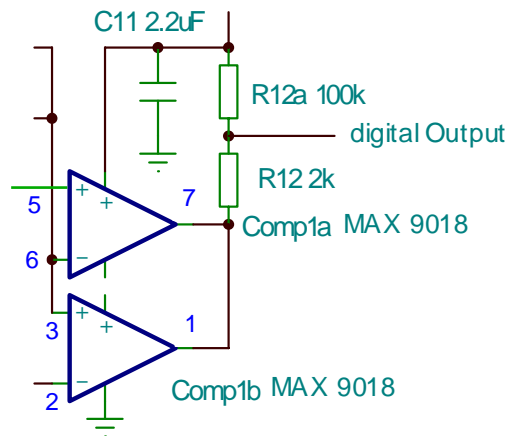 C11 2.2uF
R12a 100k
digital Output
R12 2k
7
5
+
+
Comp1a MAX 9018
6
−
3
+
+
1
−
2
Comp1b MAX 9018